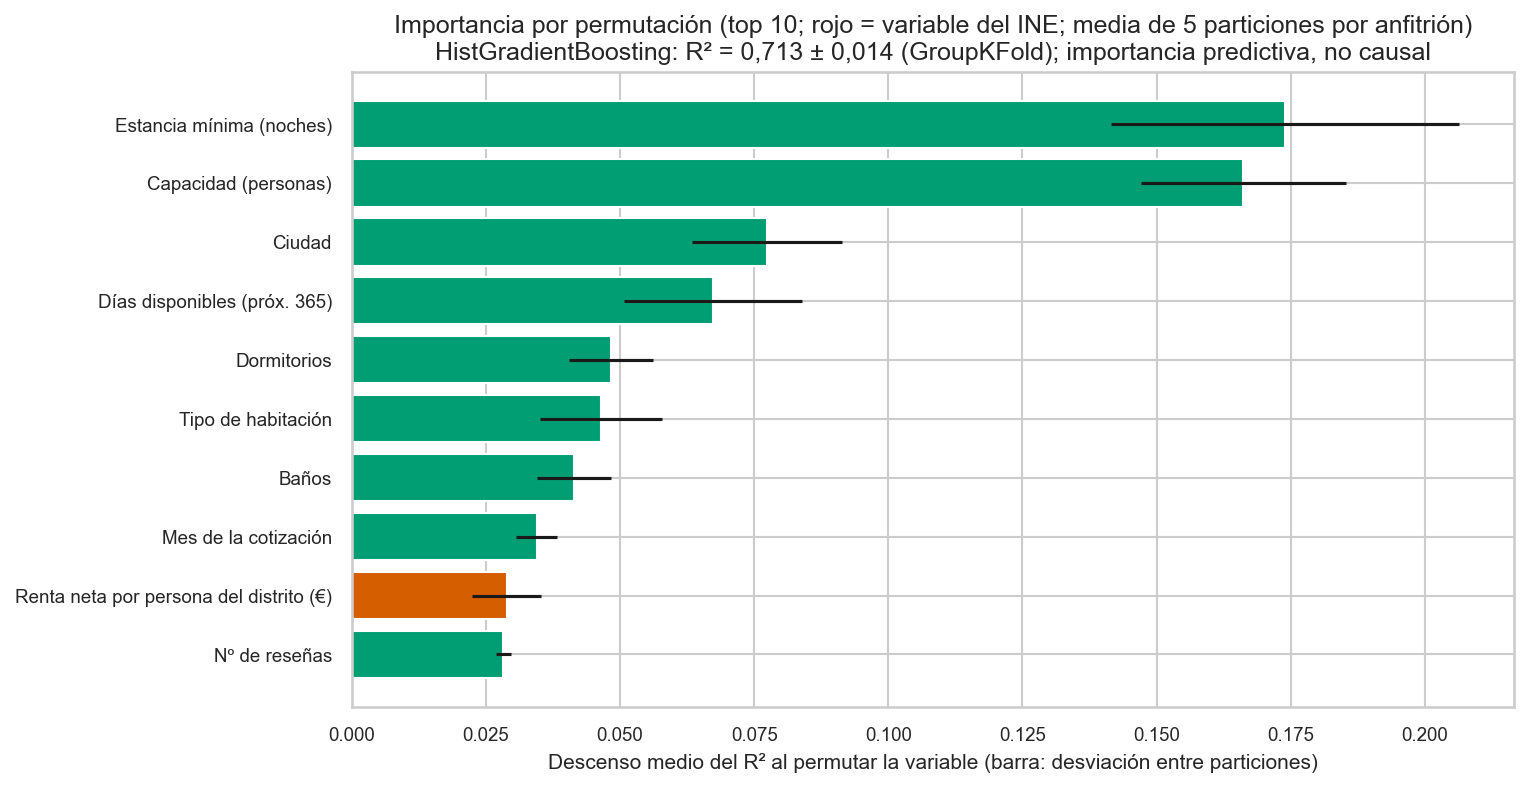 Importancia por permutación (top 10; rojo = variable del INE; media de 5 particiones por anfitrión)
HistGradientBoosting: R² = 0,713 ± 0,014 (GroupKFold); importancia predictiva, no causal
Estancia mínima (noches)
Capacidad (personas)
Ciudad
Días disponibles (próx. 365)
Dormitorios
Tipo de habitación
Baños
Mes de la cotización
Renta neta por persona del distrito (€)
Nº de reseñas
0.000 0.025 0.050 0.075 0.100 0.125 0.150 0.175 0.200
Descenso medio del R² al permutar la variable (barra: desviación entre particiones)